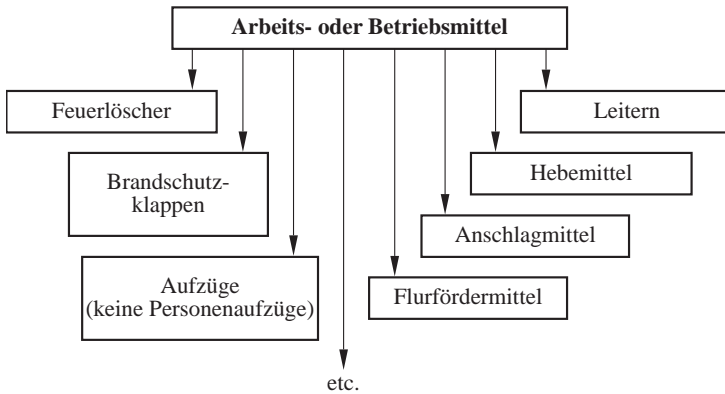 Arbeits- oder Betriebsmittel
Feuerlöscher
Leitern
Brandschutz-
klappen
Hebemittel
Anschlagmittel
Aufzüge
(keine Personenaufzüge)
Flurfördermittel
etc.